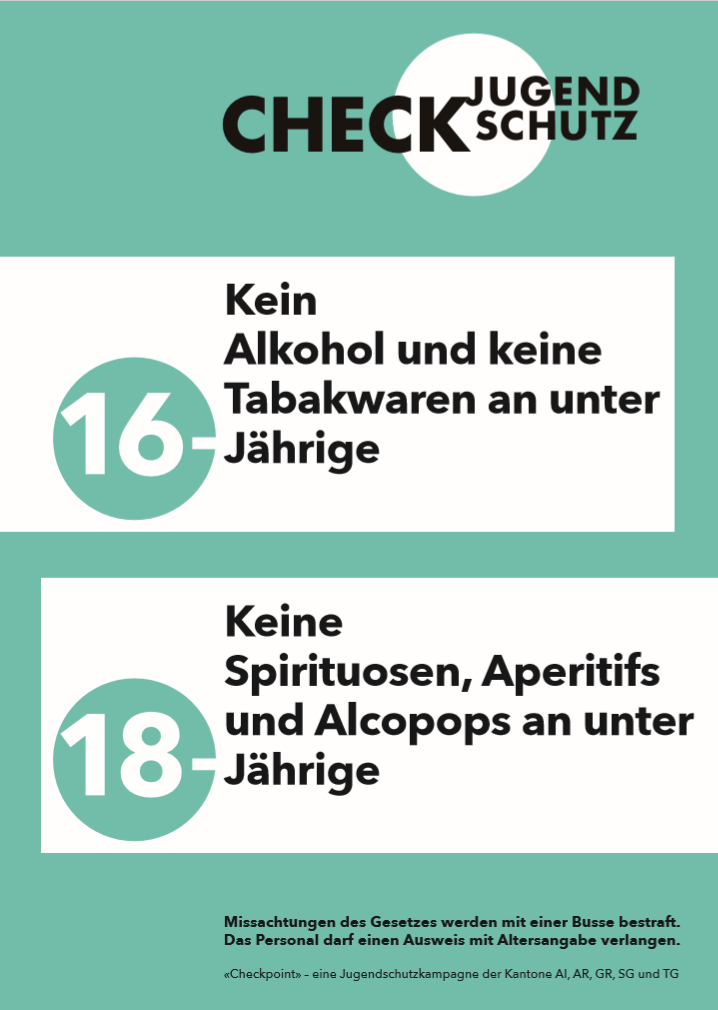 CHECK JUGEND
SCHUTZ
Kein
Alkohol und keine
Tabakwaren an unter
16-Jährige
Keine
Spirituosen, Aperitifs
und Alcopops an unter
18-Jährige
Missachtungen des Gesetzes werden mit einer Busse bestraft.
Das Personal darf einen Ausweis mit Altersangabe verlangen.
«Checkpoint» – eine Jugendschutzkampagne der Kantone AI, AR, GR, SG und TG